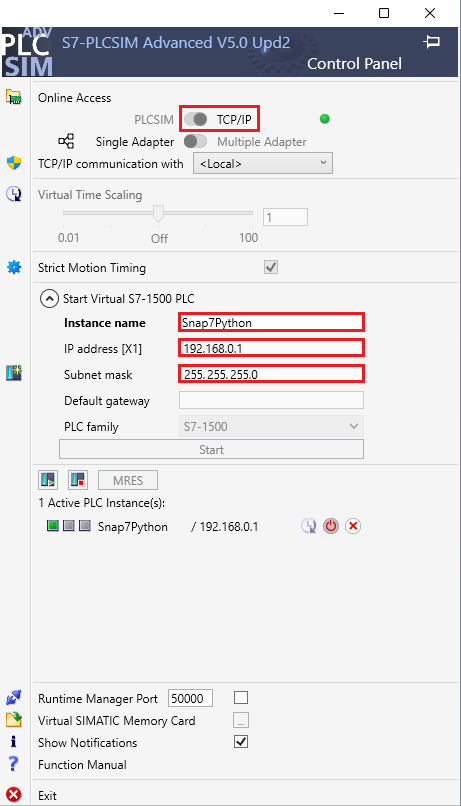 ADV
PLC
SIM
S7-PLCSIM Advanced V5.0 Upd2
Control Panel
Online Access
PLCSIM TCP/IP
Single Adapter Multiple Adapter
TCP/IP communication with <Local>
Virtual Time Scaling
1
0.01 Off 100
Strict Motion Timing
Start Virtual S7-1500 PLC
Instance name Snap7Python
IP address [X1] 192.168.0.1
Subnet mask 255.255.255.0
Default gateway
PLC family S7-1500
Start
MRES
1 Active PLC Instance(s):
Snap7Python / 192.168.0.1
Runtime Manager Port 50000
Virtual SIMATIC Memory Card ...
Show Notifications
Function Manual
Exit